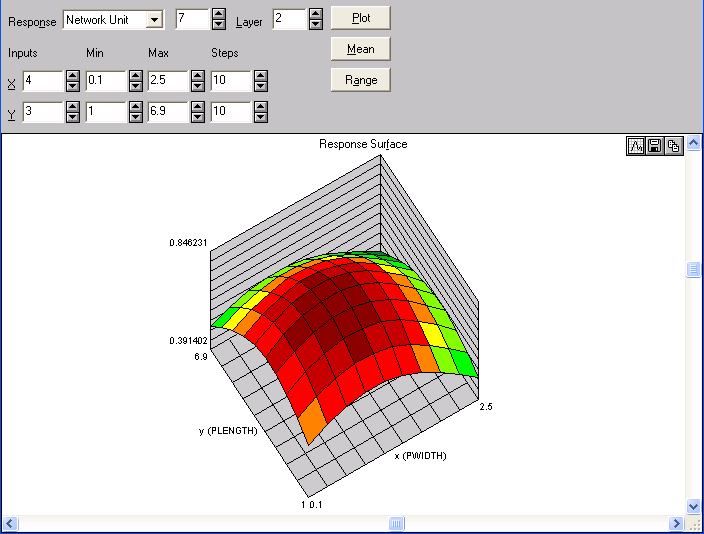 Response Network Unit 7 Layer 2 Plot
Mean
Inputs Min Max Steps
Range
X 4 0.1 2.5 10
Y 3 1 6.9 10
Response Surface
0.846231
0.391402
6.9
2.5
y (PLENGTH)
x (PWIDTH)
1 0.1